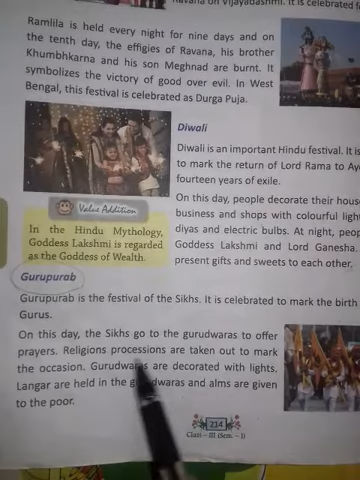 Ravana on Vijayadashmi. It is celebrated
Ramlila is held every night for nine days and on
the tenth day, the effigies of Ravana, his brother
Khumbhkarna and his son Meghnad are burnt. It
symbolizes the victory of good over evil. In West
Bengal, this festival is celebrated as Durga Puja.
Diwali
Diwali is an important Hindu festival. It is
to mark the return of Lord Rama to
fourteen years of exile.
On this day, people decorate their
business and shops with colourful
diyas and electric bulbs. At night,
Goddess Lakshmi and Lord Ganesha.
present gifts and sweets to each other.
Value Addition
In the Hindu Mythology,
Goddess Lakshmi is regarded
as the Goddess of Wealth.
Gurupurab
Gurupurab is the festival of the Sikhs. It is celebrated to mark the birth
Gurus.
On this day, the Sikhs go to the gurudwaras to offer
prayers. Religions processions are taken out to mark
the occasion. Gurudwaras are decorated with lights.
Langar are held in the gurudwaras and alms are given
to the poor.
214
Class – III (Sem. – I)